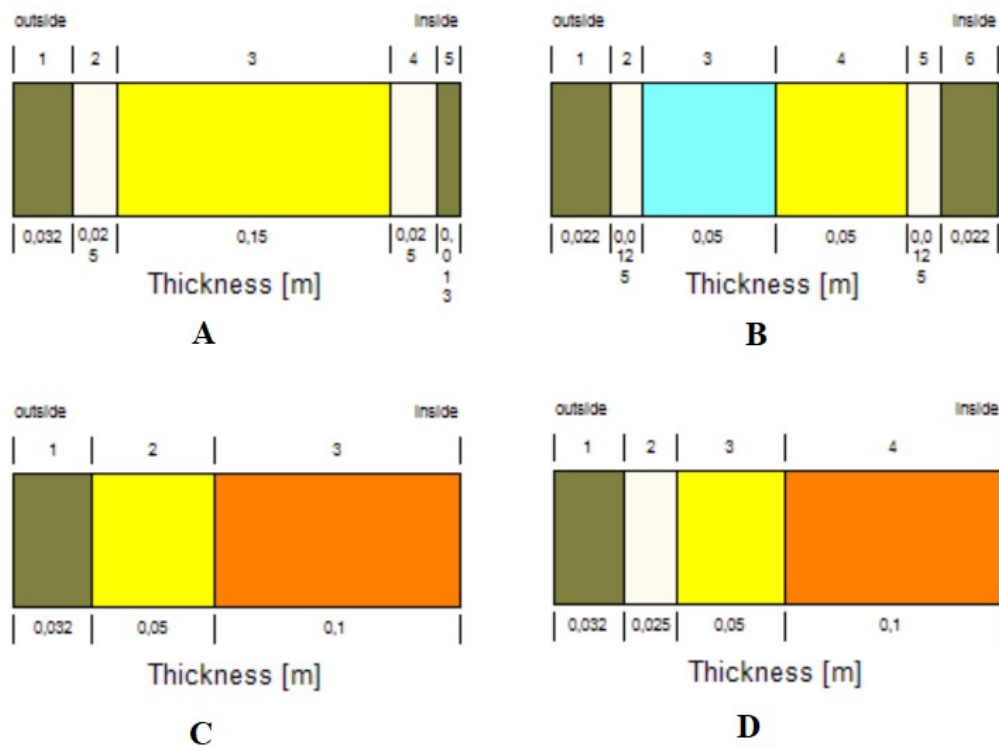 outside inside
1 2 3 4 5
0,032 0,02 0,15 0,02 0,
5 5 0
1
3
Thickness [m]
A
outside inside
1 2 3 4 5 6
0,022 0,0 0,05 0,05 0,0 0,022
12 12
5 5
Thickness [m]
B
outside inside
1 2 3
0,032 0,05 0,1
Thickness [m]
C
outside inside
1 2 3 4
0,032 0,025 0,05 0,1
Thickness [m]
D